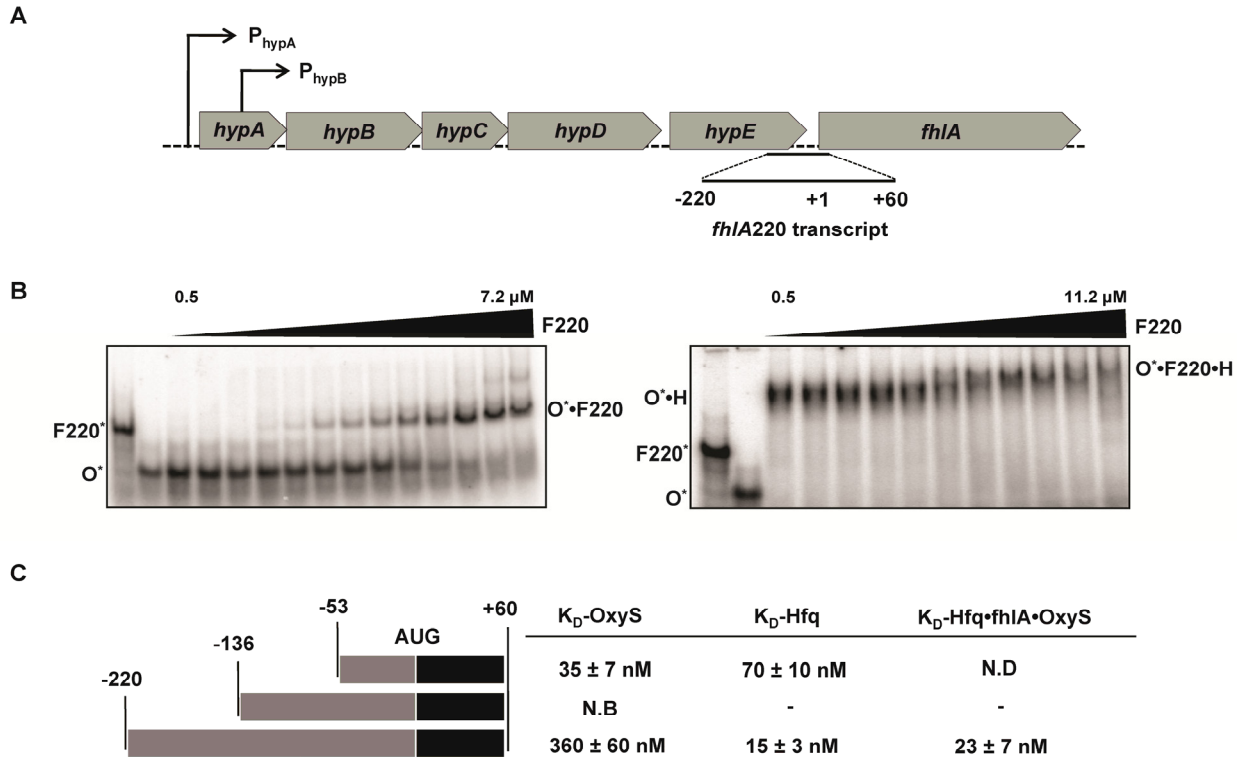 A
PhypA
PhypB
hypA hypB hypC hypD hypE fhlA
-220 +1 +60
fhlA220 transcript
B
0.5 7.2 µM
F220
F220*
O*
O*•F220
0.5 11.2 µM
F220
O*•H
F220*
O*
O*•F220•H
C
-53 +60
AUG
-136
-220
KD-OxyS KD-Hfq KD-Hfq•fhlA•OxyS
35 ± 7 nM 70 ± 10 nM N.D
N.B - -
360 ± 60 nM 15 ± 3 nM 23 ± 7 nM